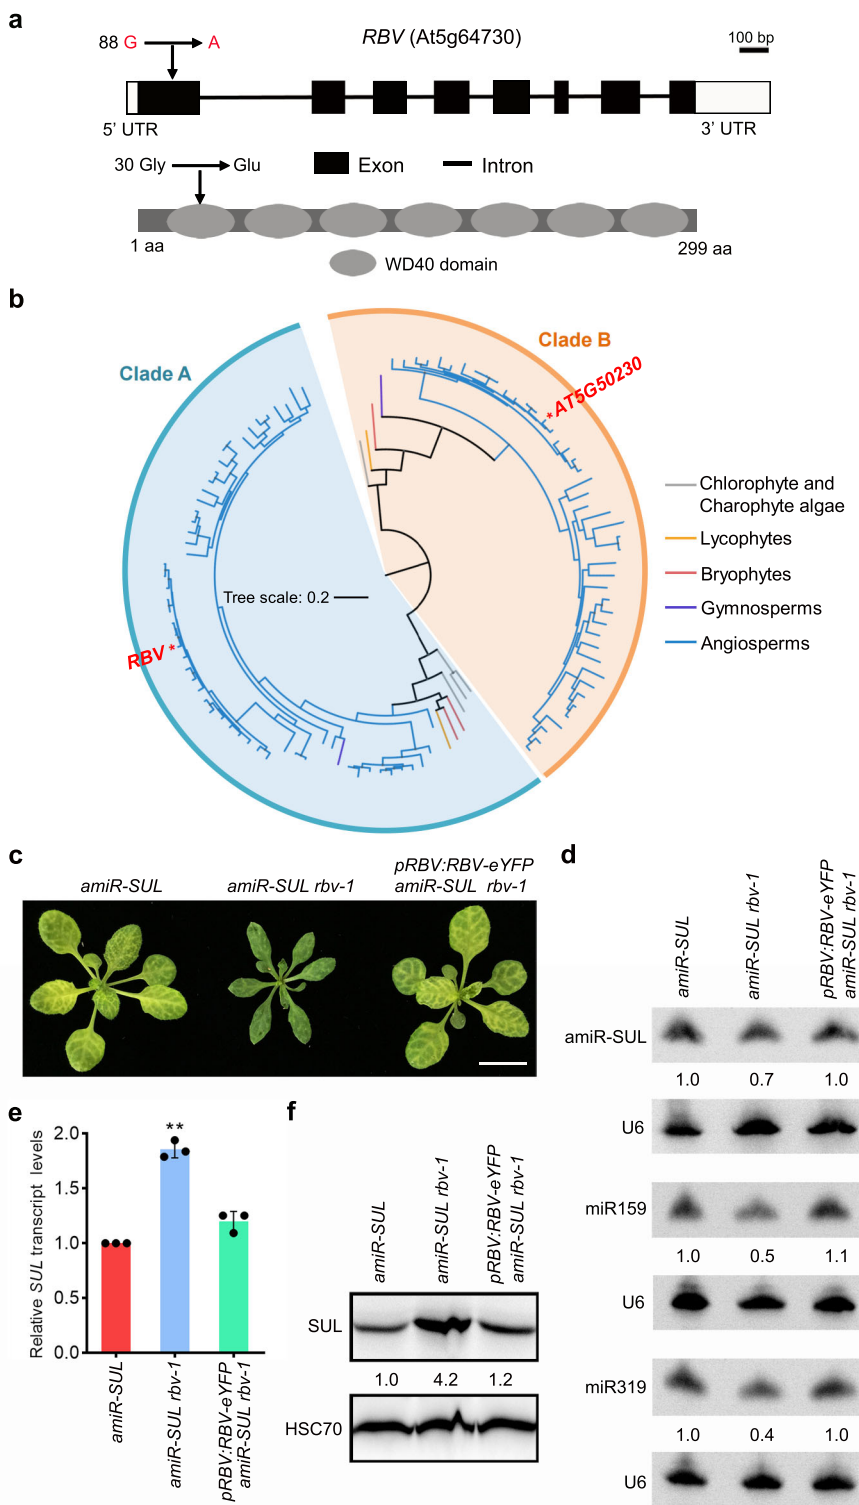 a
88 G A
RBV (At5g64730)
100 bp
5’ UTR
3’ UTR
30 Gly Glu
Exon
Intron
1 aa
299 aa
WD40 domain
b
Clade A
Clade B
*AT5G50230
RBV *
Tree scale: 0.2
Chlorophyte and
Charophyte algae
Lycophytes
Bryophytes
Gymnosperms
Angiosperms
c
amiR-SUL
amiR-SUL rbv-1
pRBV:RBV-eYFP
amiR-SUL rbv-1
d
amiR-SUL
amiR-SUL rbv-1
pRBV:RBV-eYFP
amiR-SUL rbv-1
amiR-SUL
1.0 0.7 1.0
U6
miR159
1.0 0.5 1.1
U6
miR319
1.0 0.4 1.0
U6
e
Relative SUL transcript levels
2.0
1.5
1.0
0.5
0.0
**
amiR-SUL
amiR-SUL rbv-1
pRBV:RBV-eYFP
amiR-SUL rbv-1
f
amiR-SUL
amiR-SUL rbv-1
pRBV:RBV-eYFP
amiR-SUL rbv-1
SUL
1.0 4.2 1.2
HSC70